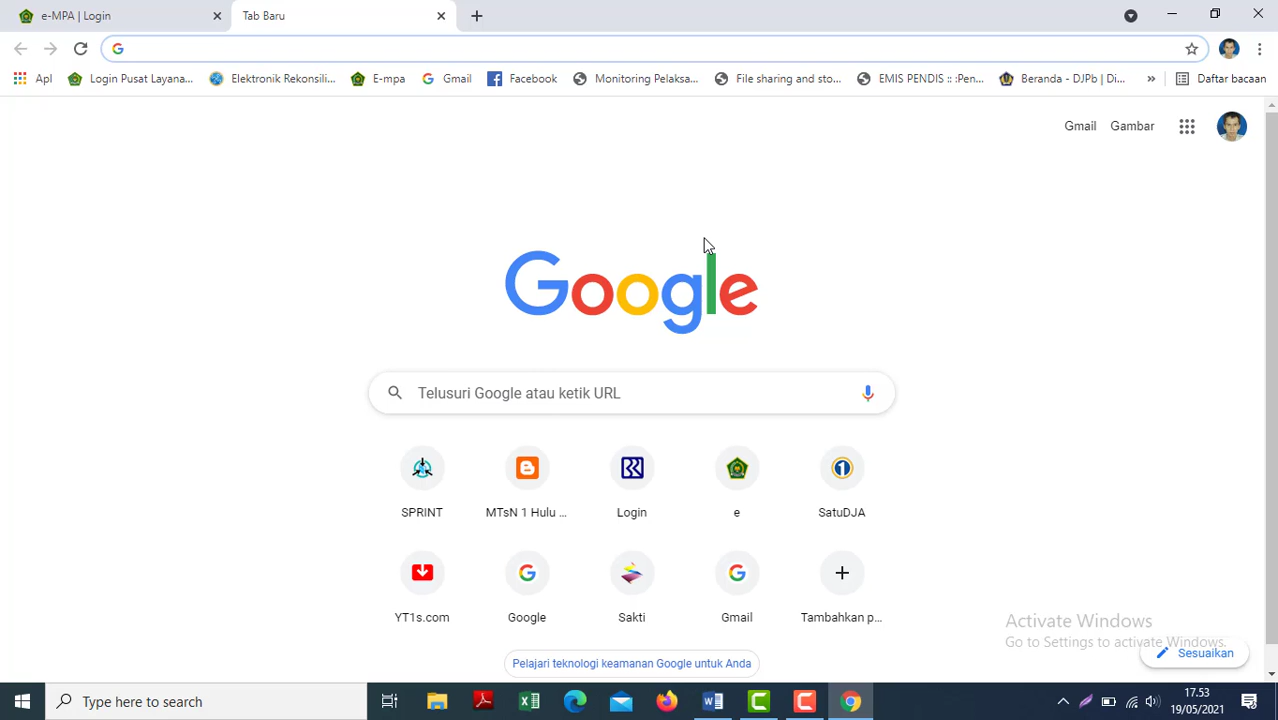 e-MPA | Login
Tab Baru
Apl
Login Pusat Layana...
Elektronik Rekonsili...
E-mpa
Gmail
Facebook
Monitoring Pelaksa...
File sharing and sto...
EMIS PENDIS :: :Pen...
Beranda - DJPb | Di...
»
Daftar bacaan
Gmail
Gambar
Google
Telusuri Google atau ketik URL
SPRINT
MTsN 1 Hulu ...
Login
e
SatuDJA
YT1s.com
Google
Sakti
Gmail
Tambahkan p...
Activate Windows
Go to Settings to activate Windows.
Sesuaikan
Pelajari teknologi keamanan Google untuk Anda
Type here to search
17.53
19/05/2021